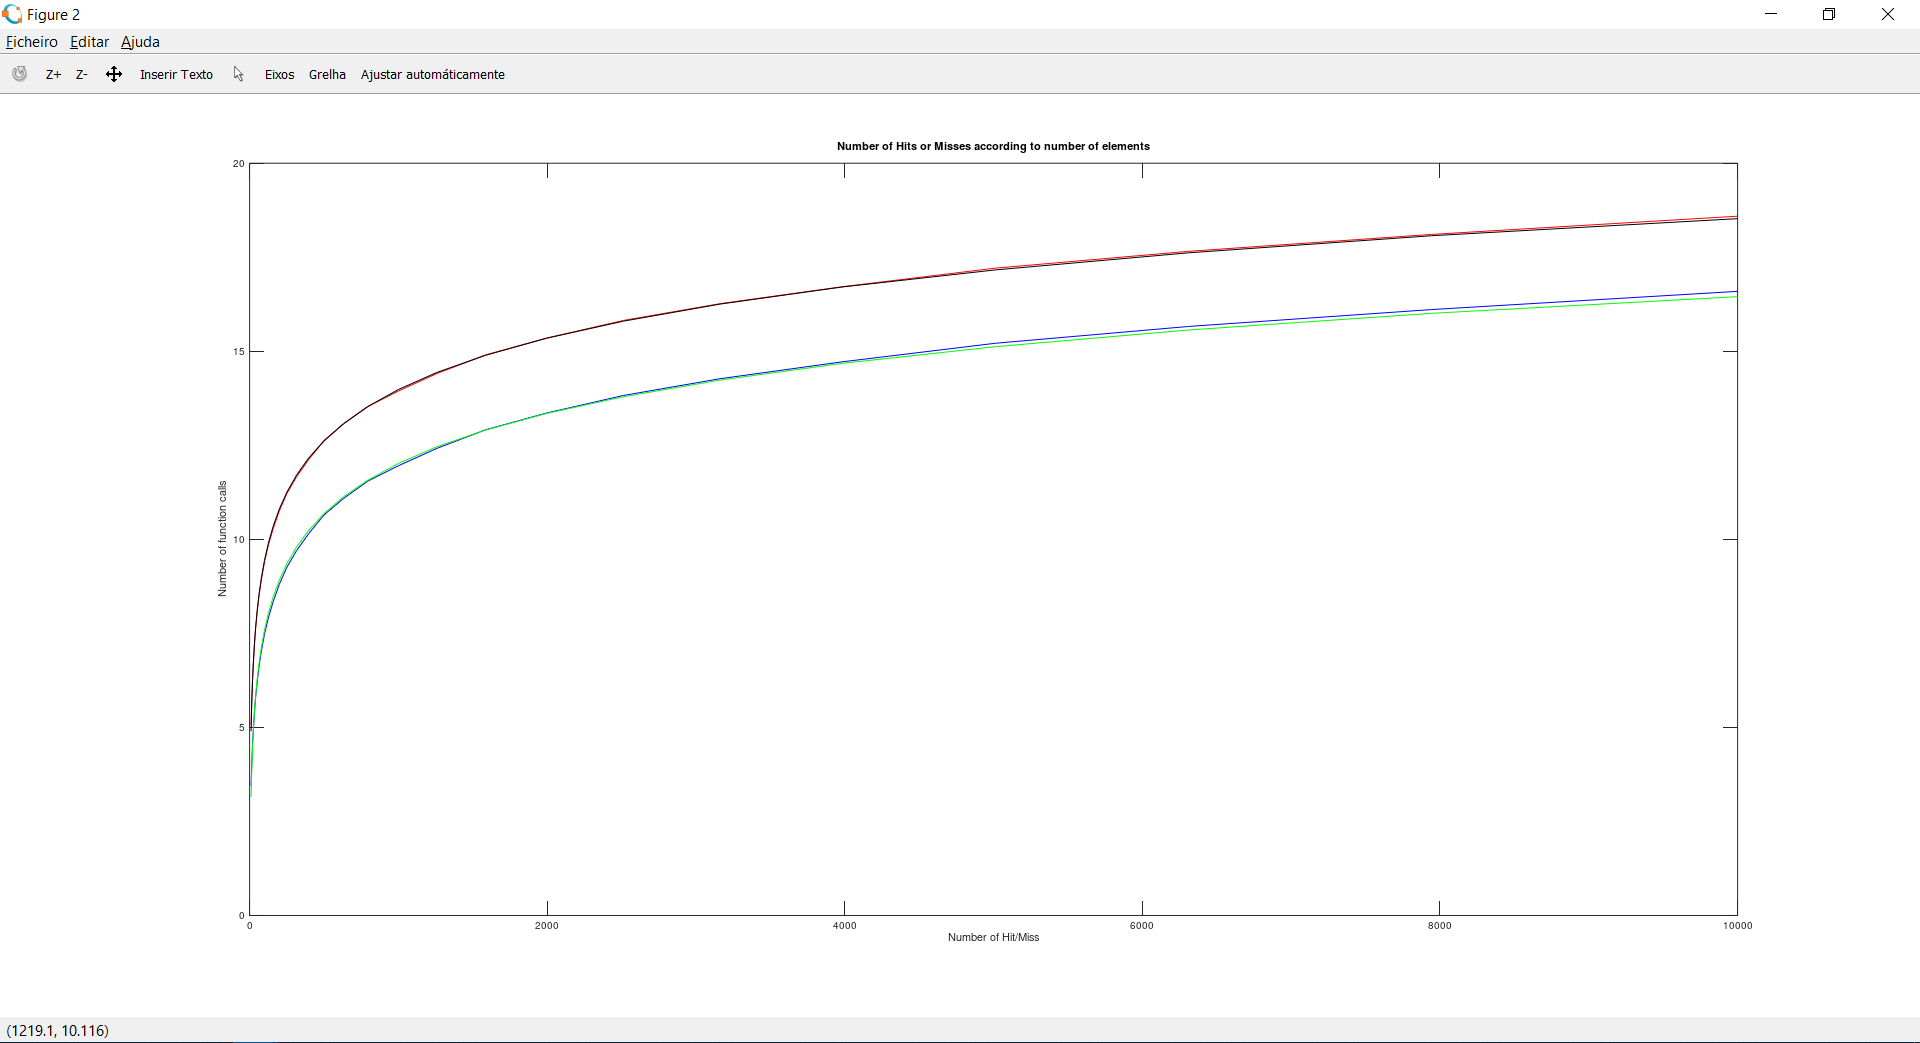 Figure 2
Ficheiro Editar Ajuda
Z+ Z- Inserir Texto Eixos Grelha Ajustar automáticamente
Number of Hits or Misses according to number of elements
20
15
10
5
0
Number of function calls
0 2000 4000 6000 8000 10000
Number of Hit/Miss
(1219.1, 10.116)